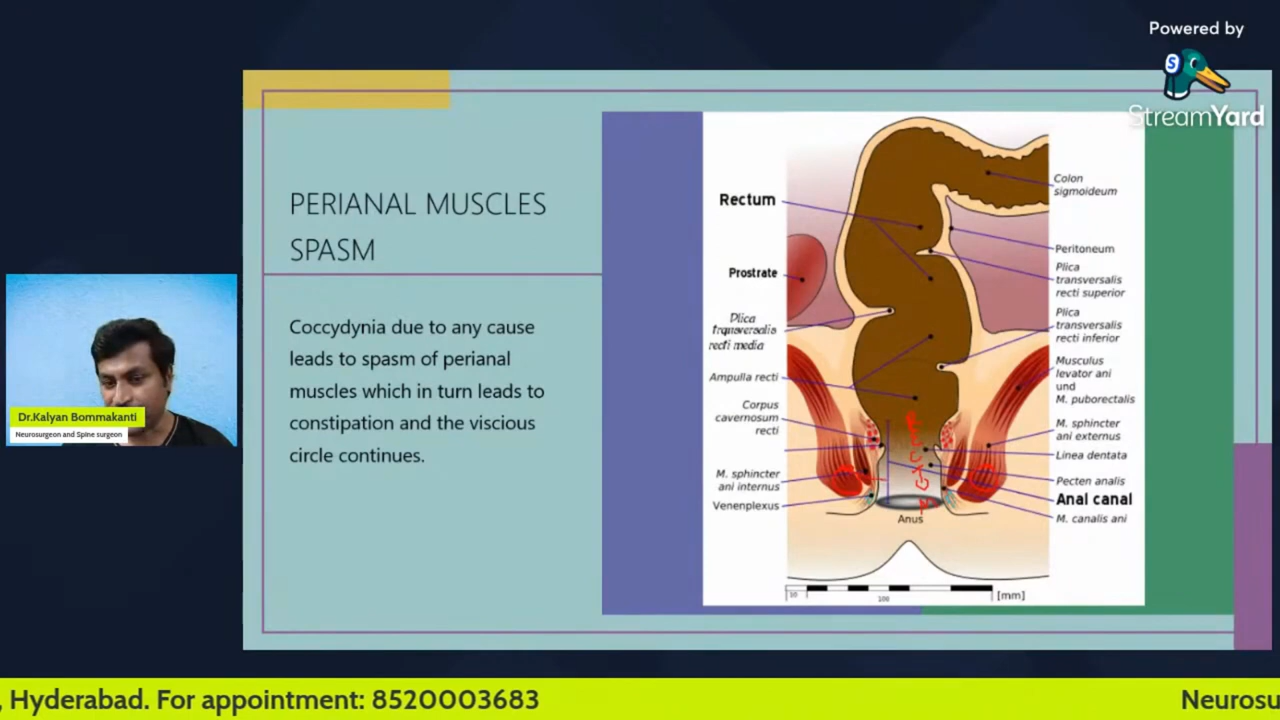 Powered by
StreamYard
PERIANAL MUSCLES
SPASM
Coccydynia due to any cause
leads to spasm of perianal
muscles which in turn leads to
constipation and the viscious
circle continues.
Dr.Kalyan Bommakanti
Neurosurgeon and Spine surgeon
Rectum
Prostrate
Plica
transversalis
recti media
Ampulla recti
Corpus
cavernosum
recti
M. sphincter
ani internus
Venenplexus
Colon
sigmoideum
Peritoneum
Plica
transversalis
recti superior
Plica
transversalis
recti inferior
Musculus
levator ani
und
M. puborectalis
M. sphincter
ani externus
Linea dentata
Pecten analis
Anal canal
M. canalis ani
Anus
100
[mm]
, Hyderabad. For appointment: 8520003683
Neurosu